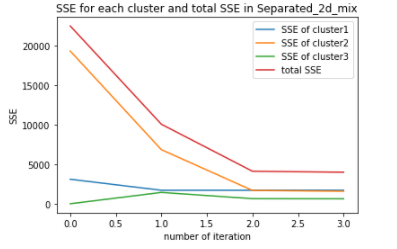 SSE for each cluster and total SSE in Separated_2d_mix
SSE of cluster1
SSE of cluster2
SSE of cluster3
total SSE
SSE
20000
15000
10000
5000
0
0.0 0.5 1.0 1.5 2.0 2.5 3.0
number of iteration